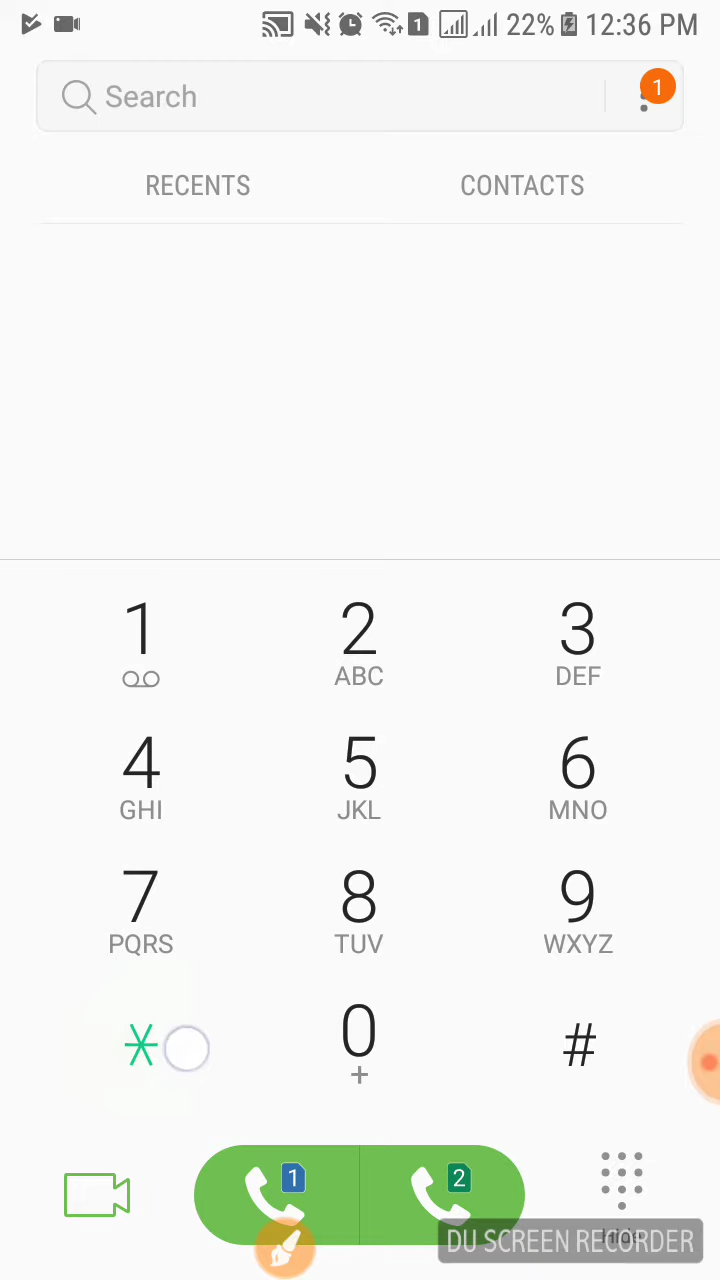 1 22% 12:36 PM
Search
1
RECENTS CONTACTS
1 2 3
ABC DEF
4 5 6
GHI JKL MNO
7 8 9
PQRS TUV WXYZ
* 0 #
+
1 2
Hide
DU SCREEN RECORDER